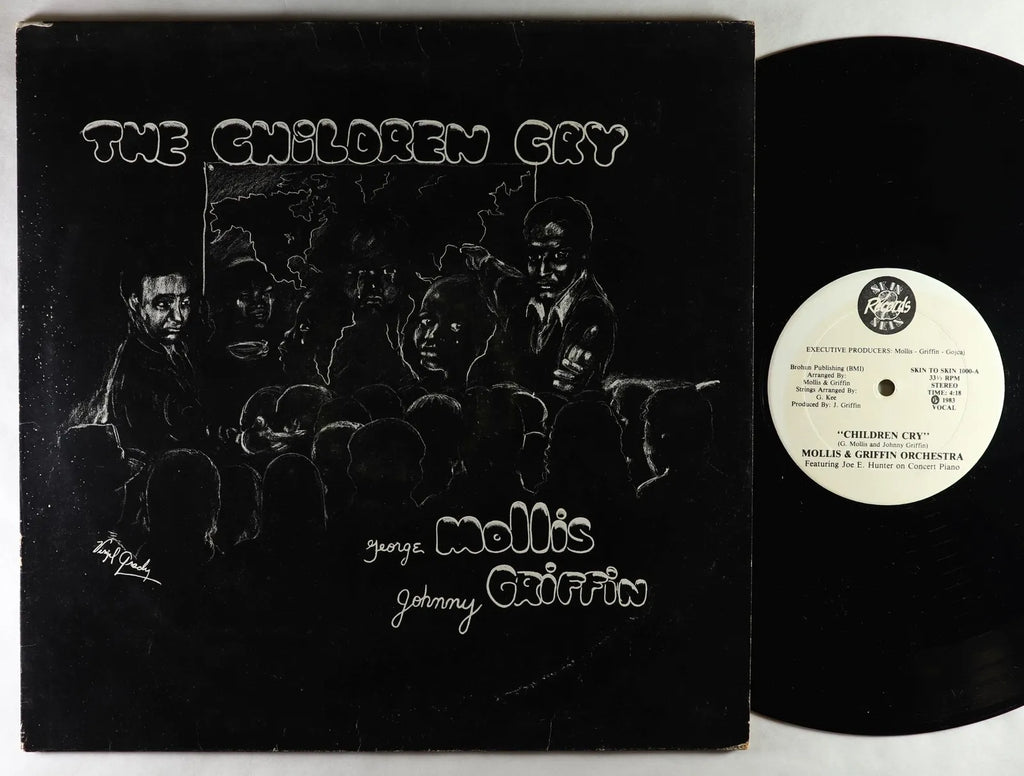 THE CHILDREN CRY
george Mollis
Johnny GRIFFIN
SKIN
Records
SKIN
EXECUTIVE PRODUCERS: Mollis - Griffin - Gojcaj
Brohun Publishing (BMI)
Arranged By:
Mollis & Griffin
Strings Arranged By:
G. Kee
Produced By: J. Griffin
SKIN TO SKIN 1000-A
33⅓ RPM
STEREO
TIME: 4:18
℗ 1983
VOCAL
"CHILDREN CRY"
(G. Mollis and Johnny Griffin)
MOLLIS & GRIFFIN ORCHESTRA
Featuring Joe E. Hunter on Concert Piano